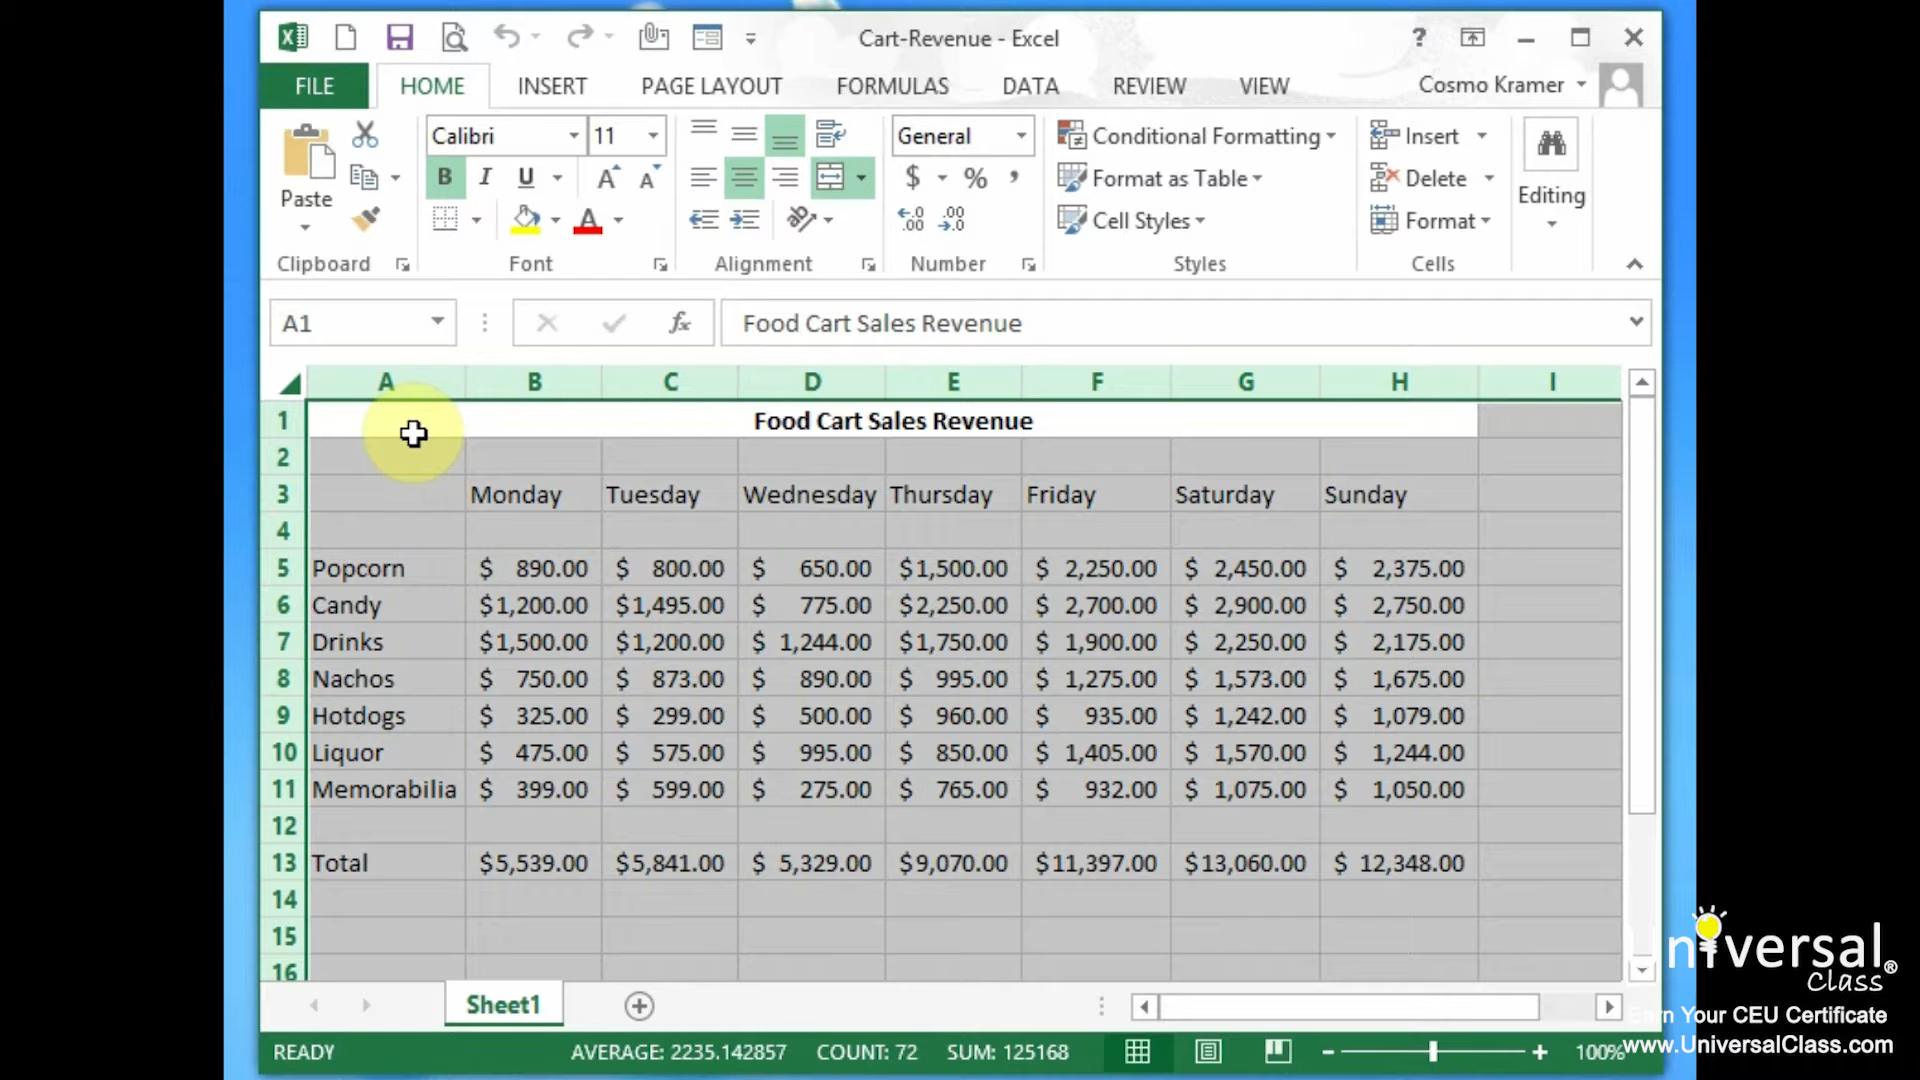 Cart-Revenue - Excel
?
FILE HOME INSERT PAGE LAYOUT FORMULAS DATA REVIEW VIEW Cosmo Kramer
Calibri 11 General Conditional Formatting Insert
B I U A A $ % , Format as Table Delete
Paste Editing
A .0 .00 .00 .0 Cell Styles Format
Clipboard Font Alignment Number Styles Cells
A1 fx Food Cart Sales Revenue
A B C D E F G H I
1 Food Cart Sales Revenue
2
3 Monday Tuesday Wednesday Thursday Friday Saturday Sunday
4
5 Popcorn $ 890.00 $ 800.00 $ 650.00 $1,500.00 $ 2,250.00 $ 2,450.00 $ 2,375.00
6 Candy $1,200.00 $1,495.00 $ 775.00 $2,250.00 $ 2,700.00 $ 2,900.00 $ 2,750.00
7 Drinks $1,500.00 $1,200.00 $ 1,244.00 $1,750.00 $ 1,900.00 $ 2,250.00 $ 2,175.00
8 Nachos $ 750.00 $ 873.00 $ 890.00 $ 995.00 $ 1,275.00 $ 1,573.00 $ 1,675.00
9 Hotdogs $ 325.00 $ 299.00 $ 500.00 $ 960.00 $ 935.00 $ 1,242.00 $ 1,079.00
10 Liquor $ 475.00 $ 575.00 $ 995.00 $ 850.00 $ 1,405.00 $ 1,570.00 $ 1,244.00
11 Memorabilia $ 399.00 $ 599.00 $ 275.00 $ 765.00 $ 932.00 $ 1,075.00 $ 1,050.00
12
13 Total $5,539.00 $5,841.00 $ 5,329.00 $9,070.00 $11,397.00 $13,060.00 $ 12,348.00
14
15
16
Sheet1
READY AVERAGE: 2235.142857 COUNT: 72 SUM: 125168 100%
Universal
Class®
Earn Your CEU Certificate
www.UniversalClass.com